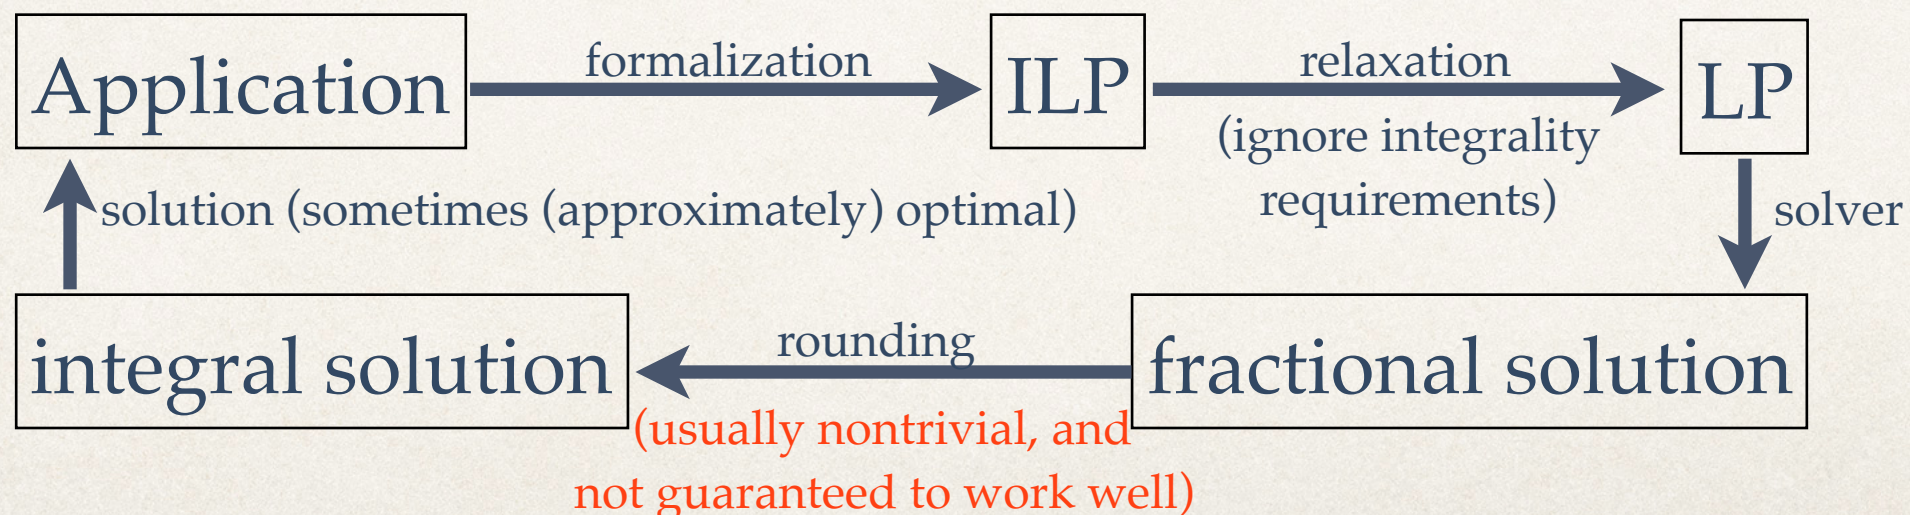 Application
formalization
ILP
relaxation
LP
(ignore integrality
requirements)
solution (sometimes (approximately) optimal)
solver
integral solution
rounding
fractional solution
(usually nontrivial, and
not guaranteed to work well)